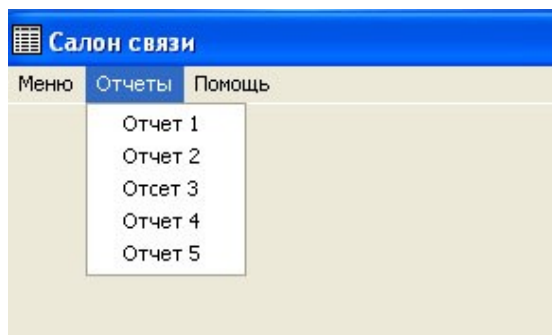 Салон связи
Меню Отчеты Помощь
Отчет 1
Отчет 2
Отсет 3
Отчет 4
Отчет 5